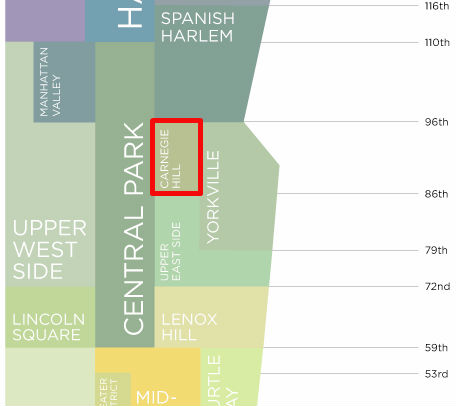 116th
SPANISH
HARLEM
110th
MANHATTAN
VALLEY
96th
CENTRAL PARK
CARNEGIE
HILL
YORKVILLE
86th
UPPER
WEST
SIDE
UPPER
EAST SIDE
79th
72nd
LINCOLN
SQUARE
LENOX
HILL
59th
53rd
MID-